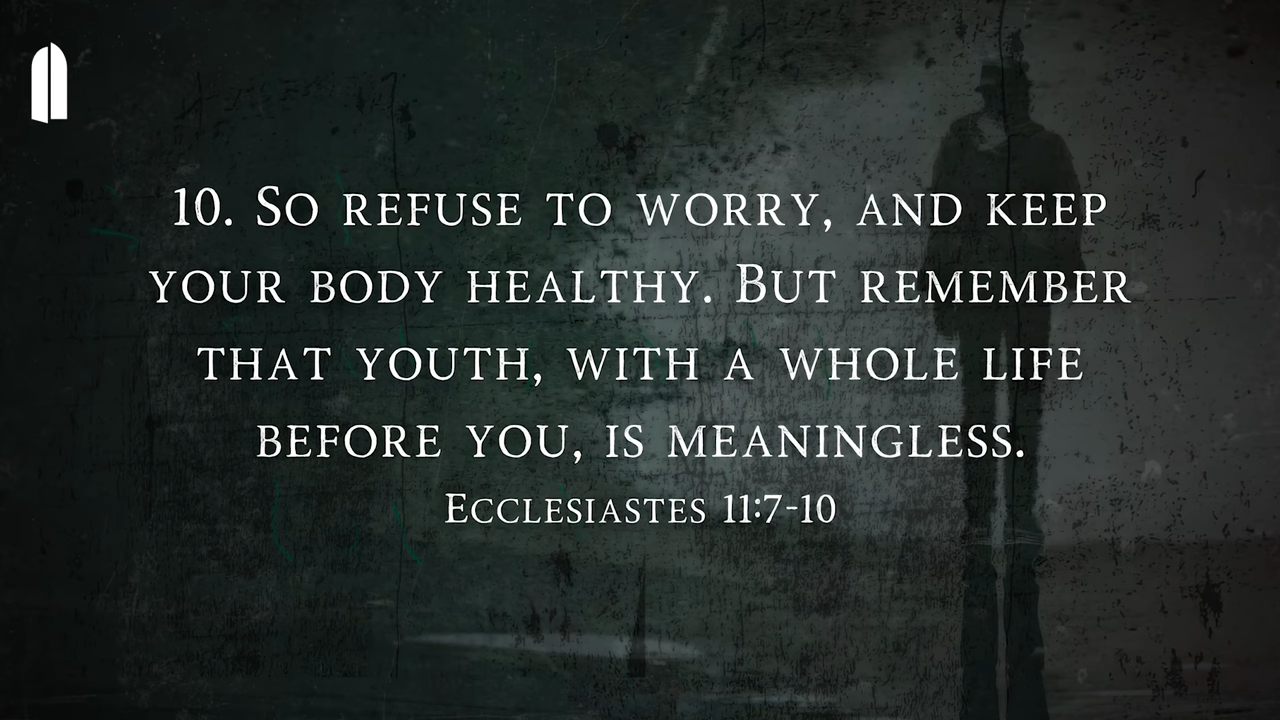 10. So refuse to worry, and keep
your body healthy. But remember
that youth, with a whole life
before you, is meaningless.
Ecclesiastes 11:7-10